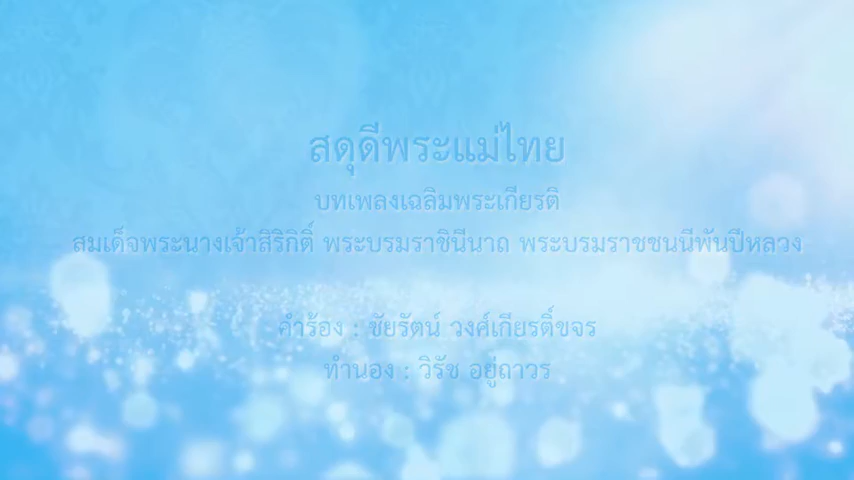 สดุดีพระแม่ไทย
บทเพลงเฉลิมพระเกียรติ
สมเด็จพระนางเจ้าสิริกิติ์ พระบรมราชินีนาถ พระบรมราชชนนีพันปีหลวง
คำร้อง : ชัยรัตน์ วงศ์เกียรติ์ขจร
ทำนอง : วิรัช อยู่ถาวร